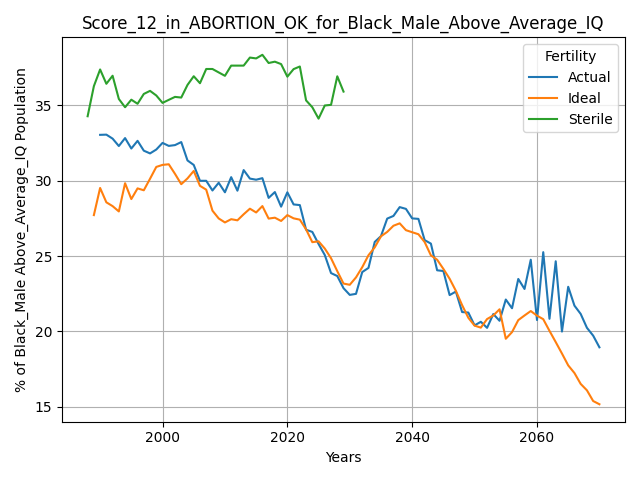 Score_12_in_ABORTION_OK_for_Black_Male_Above_Average_IQ
% of Black_Male Above_Average_IQ Population
35
30
25
20
15
Fertility
Actual
Ideal
Sterile
2000
2020
2040
2060
Years